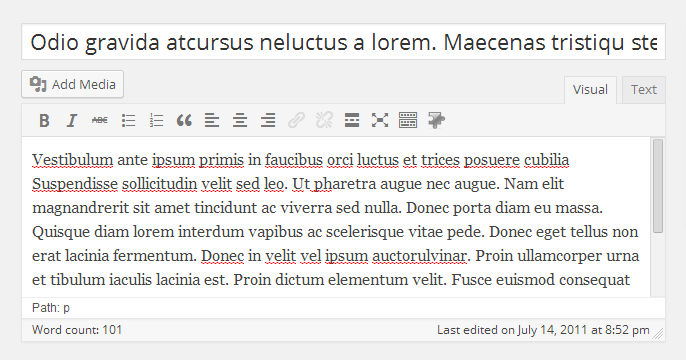 Odio gravida atcursus neluctus a lorem. Maecenas tristiqu ste
Add Media
Visual Text
B I ABC
Vestibulum ante ipsum primis in faucibus orci luctus et trices posuere cubilia
Suspendisse sollicitudin velit sed leo. Ut pharetra augue nec augue. Nam elit
magnandrerit sit amet tincidunt ac viverra sed nulla. Donec porta diam eu massa.
Quisque diam lorem interdum vapibus ac scelerisque vitae pede. Donec eget tellus non
erat lacinia fermentum. Donec in velit vel ipsum auctorulvinar. Proin ullamcorper urna
et tibulum iaculis lacinia est. Proin dictum elementum velit. Fusce euismod consequat
Path: p
Word count: 101 Last edited on July 14, 2011 at 8:52 pm